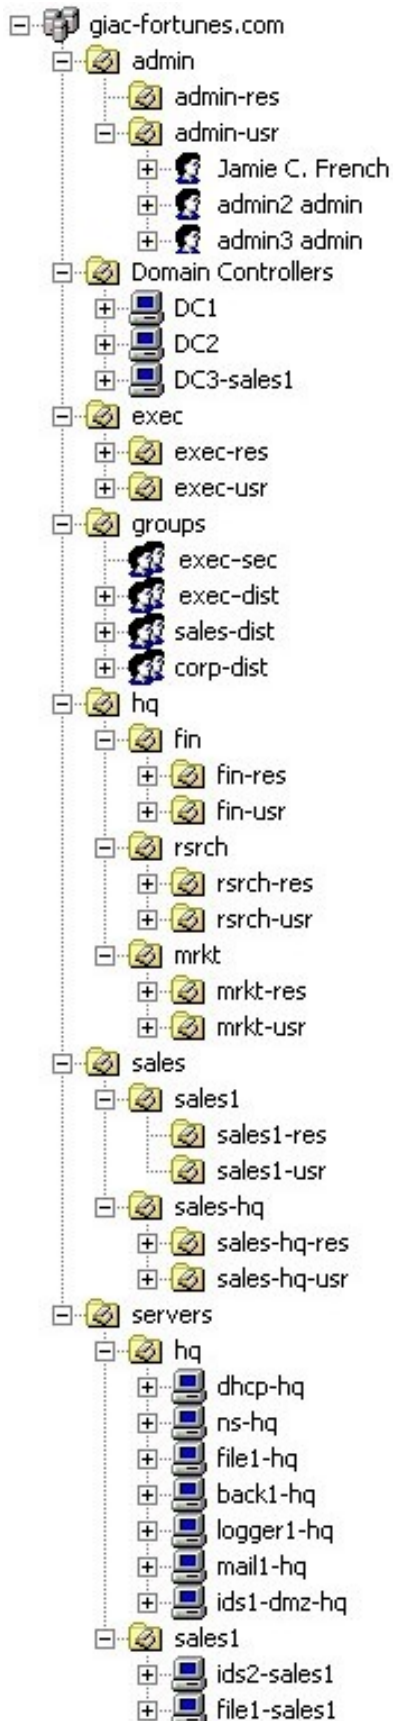 giac-fortunes.com
admin
admin-res
admin-usr
Jamie C. French
admin2 admin
admin3 admin
Domain Controllers
DC1
DC2
DC3-sales1
exec
exec-res
exec-usr
groups
exec-sec
exec-dist
sales-dist
corp-dist
hq
fin
fin-res
fin-usr
rsrch
rsrch-res
rsrch-usr
mrkt
mrkt-res
mrkt-usr
sales
sales1
sales1-res
sales1-usr
sales-hq
sales-hq-res
sales-hq-usr
servers
hq
dhcp-hq
ns-hq
file1-hq
back1-hq
logger1-hq
mail1-hq
ids1-dmz-hq
sales1
ids2-sales1
file1-sales1